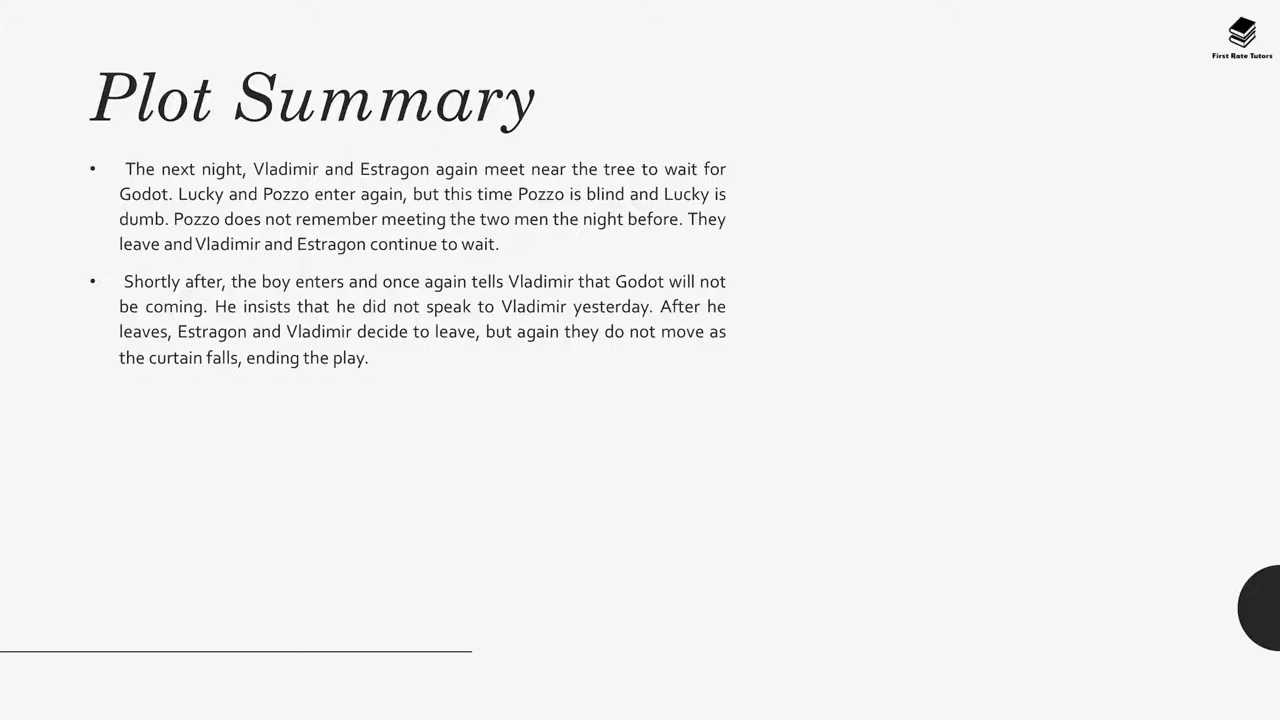 First Rate Tutors
Plot Summary
• The next night, Vladimir and Estragon again meet near the tree to wait for
Godot. Lucky and Pozzo enter again, but this time Pozzo is blind and Lucky is
dumb. Pozzo does not remember meeting the two men the night before. They
leave and Vladimir and Estragon continue to wait.
• Shortly after, the boy enters and once again tells Vladimir that Godot will not
be coming. He insists that he did not speak to Vladimir yesterday. After he
leaves, Estragon and Vladimir decide to leave, but again they do not move as
the curtain falls, ending the play.